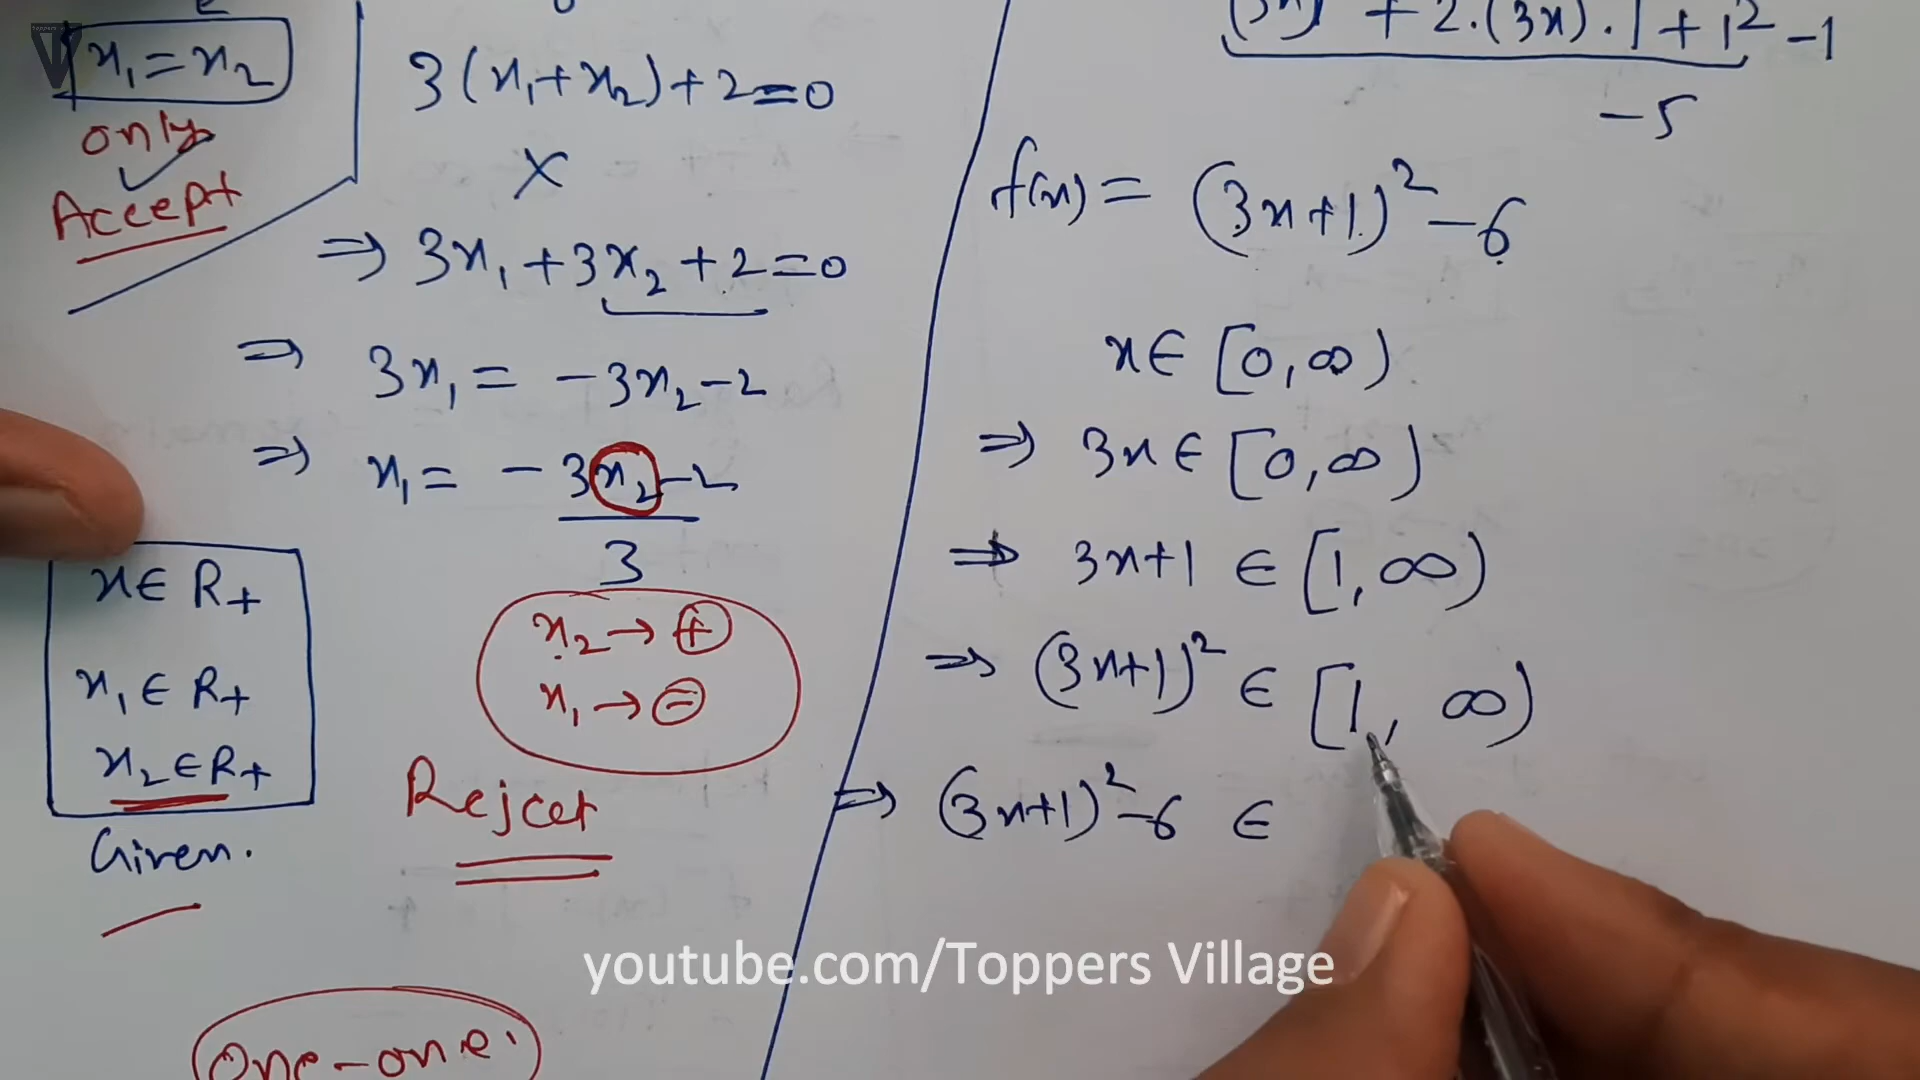 Toppers
x₁ = x₂
only
Accept
3(x₁+x₂)+2=0
X
⇒ 3x₁ + 3x₂ + 2 = 0
⇒ 3x₁ = -3x₂-2
⇒ x₁ = -3x₂-2
3
x₂ → ⊕
x₁ → ⊖
Rejcet
x ∈ R₊
x₁ ∈ R₊
x₂ ∈ R₊
Given.
One-one.
+ 2·(3x)·1 + 1² - 1
-5
f(x) = (3x+1)² - 6
x ∈ [0, ∞)
⇒ 3x ∈ [0, ∞)
⇒ 3x+1 ∈ [1, ∞)
⇒ (3x+1)² ∈ [1, ∞)
⇒ (3x+1)² - 6 ∈
youtube.com/Toppers Village